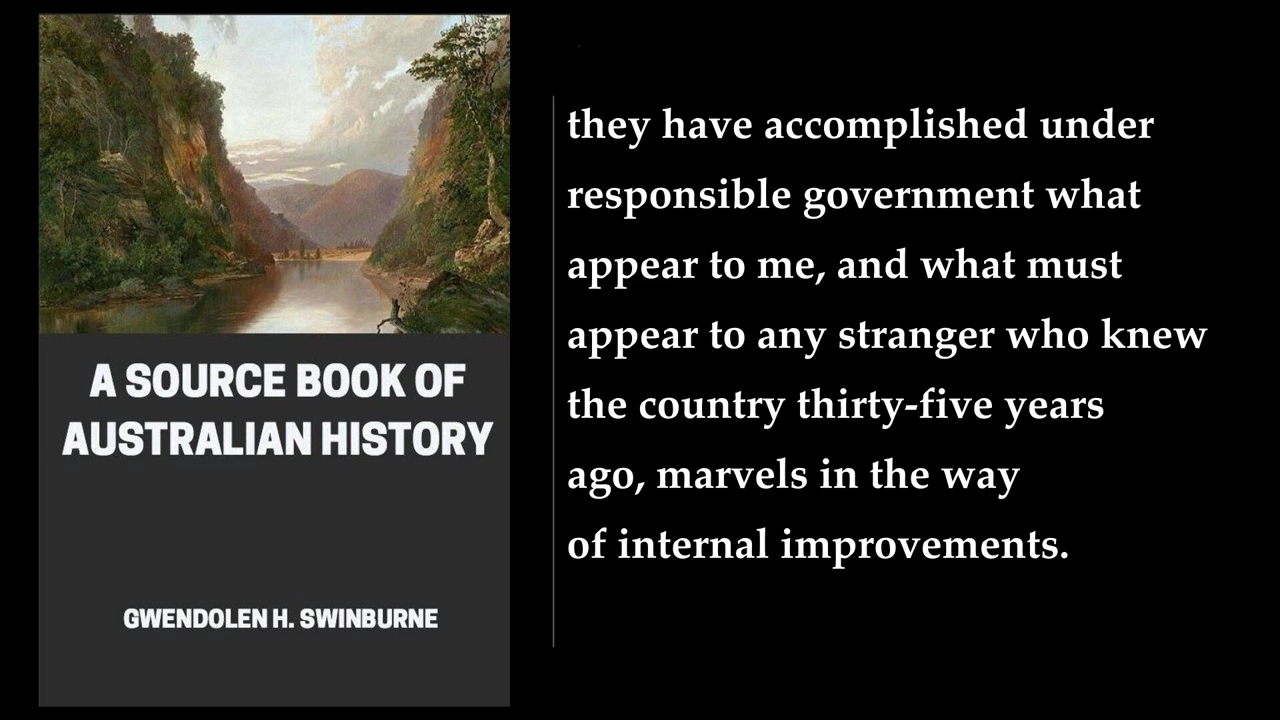 A SOURCE BOOK OF
AUSTRALIAN HISTORY
GWENDOLEN H. SWINBURNE
they have accomplished under
responsible government what
appear to me, and what must
appear to any stranger who knew
the country thirty-five years
ago, marvels in the way
of internal improvements.